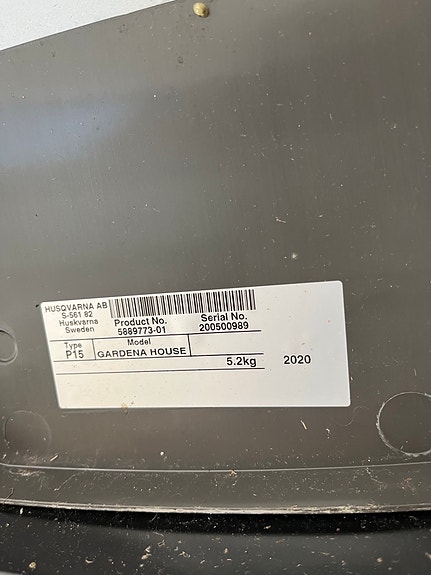 HUSQVARNA AB
S-561 82
Huskvarna
Sweden
Product No. Serial No.
5889773-01 200500989
Type Model
P15 GARDENA HOUSE
5.2kg 2020